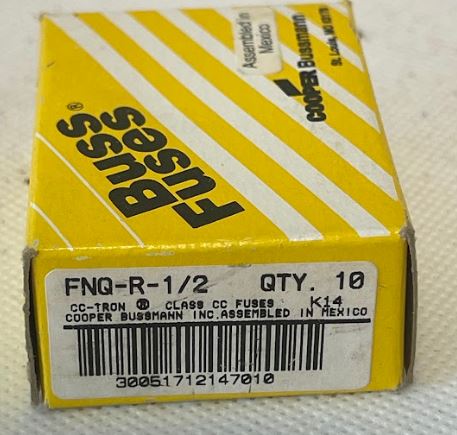 Assembled in
Mexico
COOPER Bussmann
St. Louis, MO 63178
Buss®
Fuses
FNQ-R-1/2 QTY. 10
CC-TRON ® CLASS CC FUSES K14
COOPER BUSSMANN INC.ASSEMBLED IN MEXICO
30051712147010